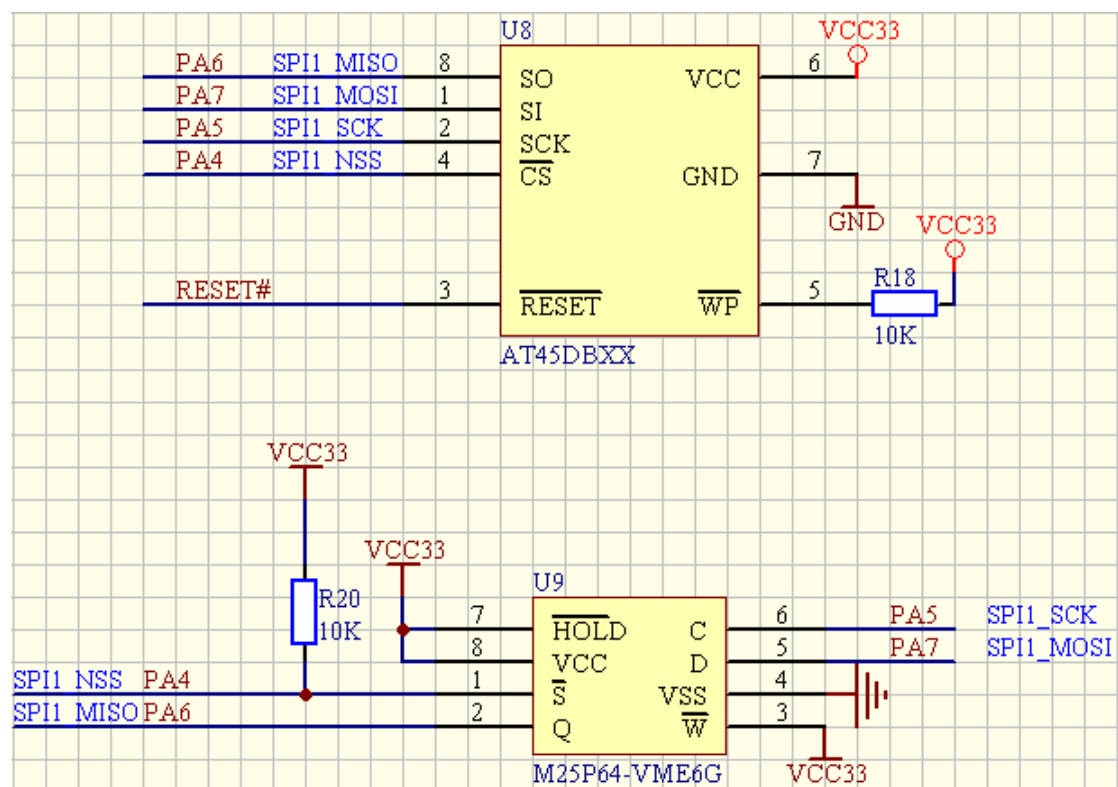 U8
VCC33
PA6 SPI1_MISO 8 SO VCC 6
PA7 SPI1_MOSI 1 SI
PA5 SPI1_SCK 2 SCK
PA4 SPI1_NSS 4 CS GND 7
GND
VCC33
R18
RESET# 3 RESET WP 5
10K
AT45DBXX
VCC33
VCC33
U9
R20
10K
7 HOLD C 6 PA5 SPI1_SCK
8 VCC D 5 PA7 SPI1_MOSI
SPI1_NSS PA4 1 S VSS 4
SPI1_MISO PA6 2 Q W 3
M25P64-VME6G
VCC33